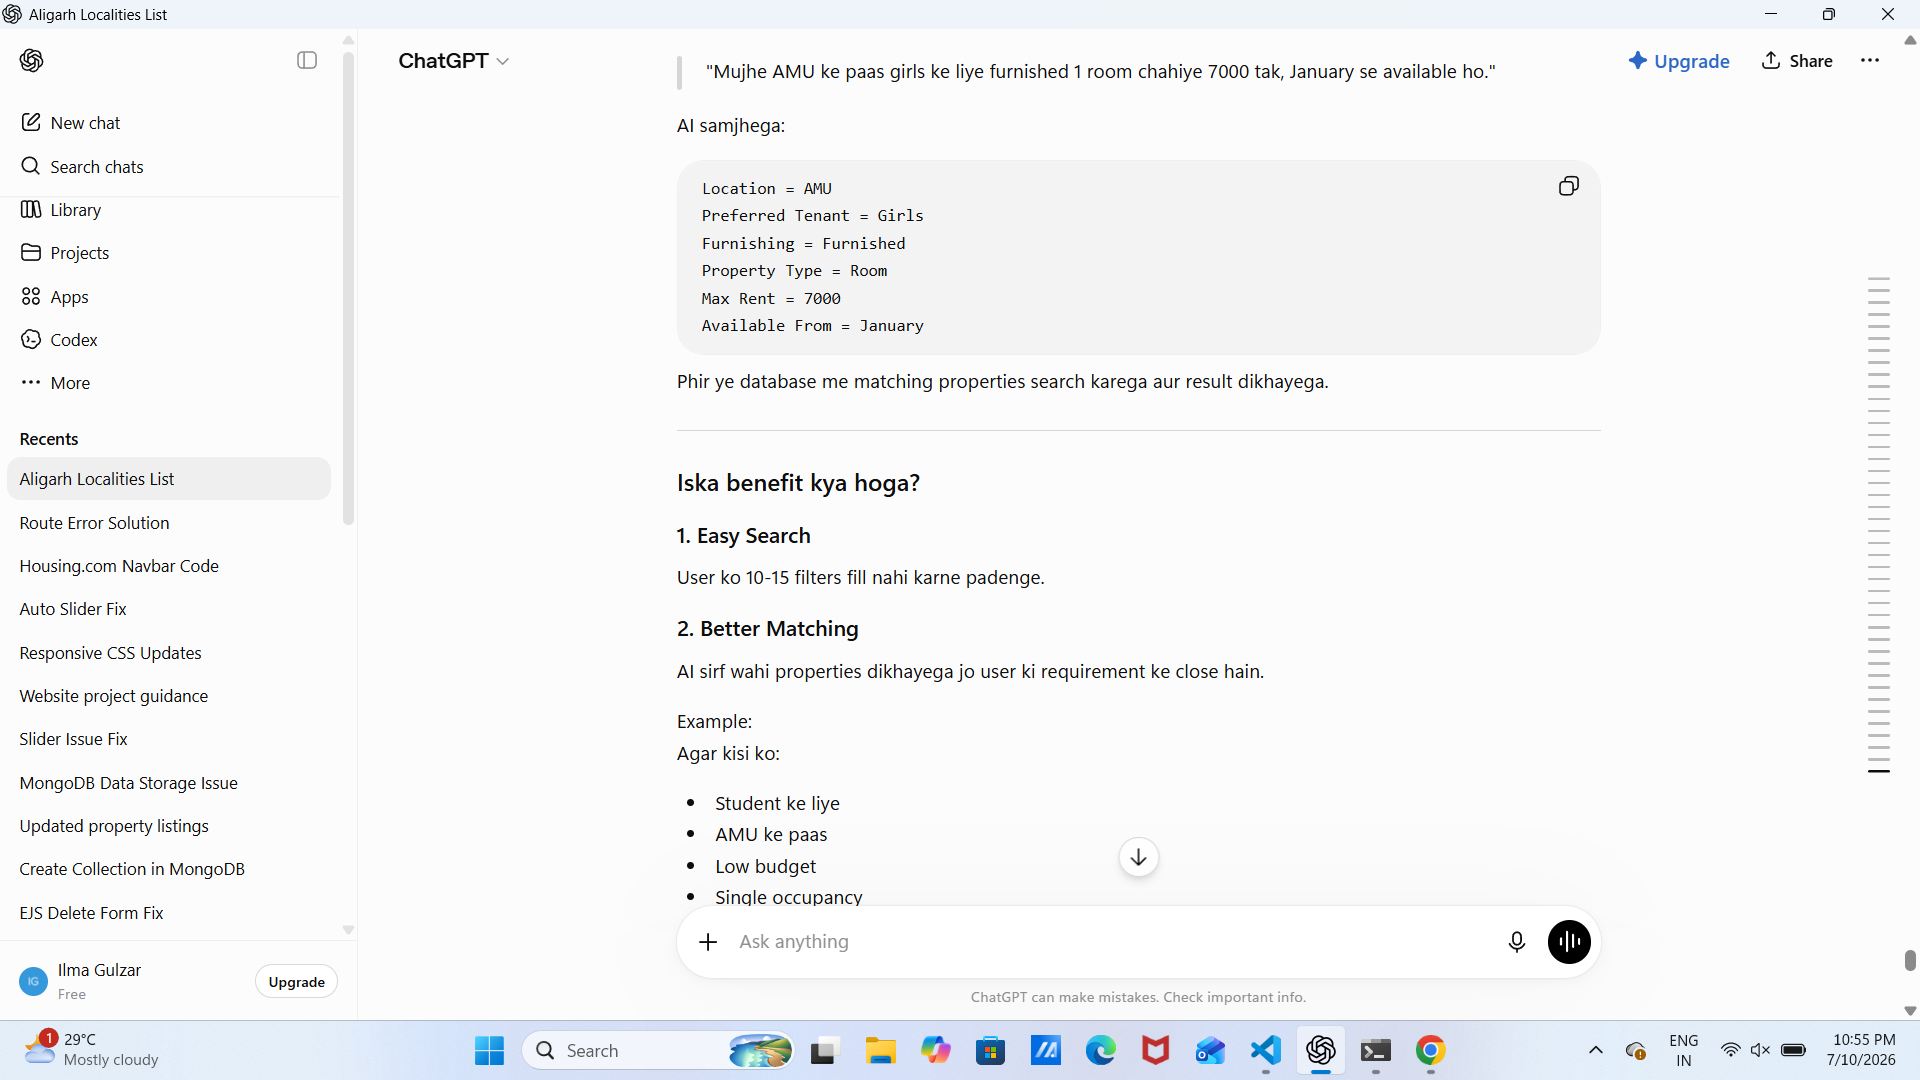 Aligarh Localities List
ChatGPT
Upgrade
Share
New chat
Search chats
Library
Projects
Apps
Codex
More
Recents
Aligarh Localities List
Route Error Solution
Housing.com Navbar Code
Auto Slider Fix
Responsive CSS Updates
Website project guidance
Slider Issue Fix
MongoDB Data Storage Issue
Updated property listings
Create Collection in MongoDB
EJS Delete Form Fix
IG
Ilma Gulzar
Free
Upgrade
"Mujhe AMU ke paas girls ke liye furnished 1 room chahiye 7000 tak, January se available ho."
AI samjhega:
Location = AMU
Preferred Tenant = Girls
Furnishing = Furnished
Property Type = Room
Max Rent = 7000
Available From = January
Phir ye database me matching properties search karega aur result dikhayega.
Iska benefit kya hoga?
1. Easy Search
User ko 10-15 filters fill nahi karne padenge.
2. Better Matching
AI sirf wahi properties dikhayega jo user ki requirement ke close hain.
Example:
Agar kisi ko:
• Student ke liye
• AMU ke paas
• Low budget
• Single occupancy
Ask anything
ChatGPT can make mistakes. Check important info.
1
29°C
Mostly cloudy
Search
ENG
IN
10:55 PM
7/10/2026